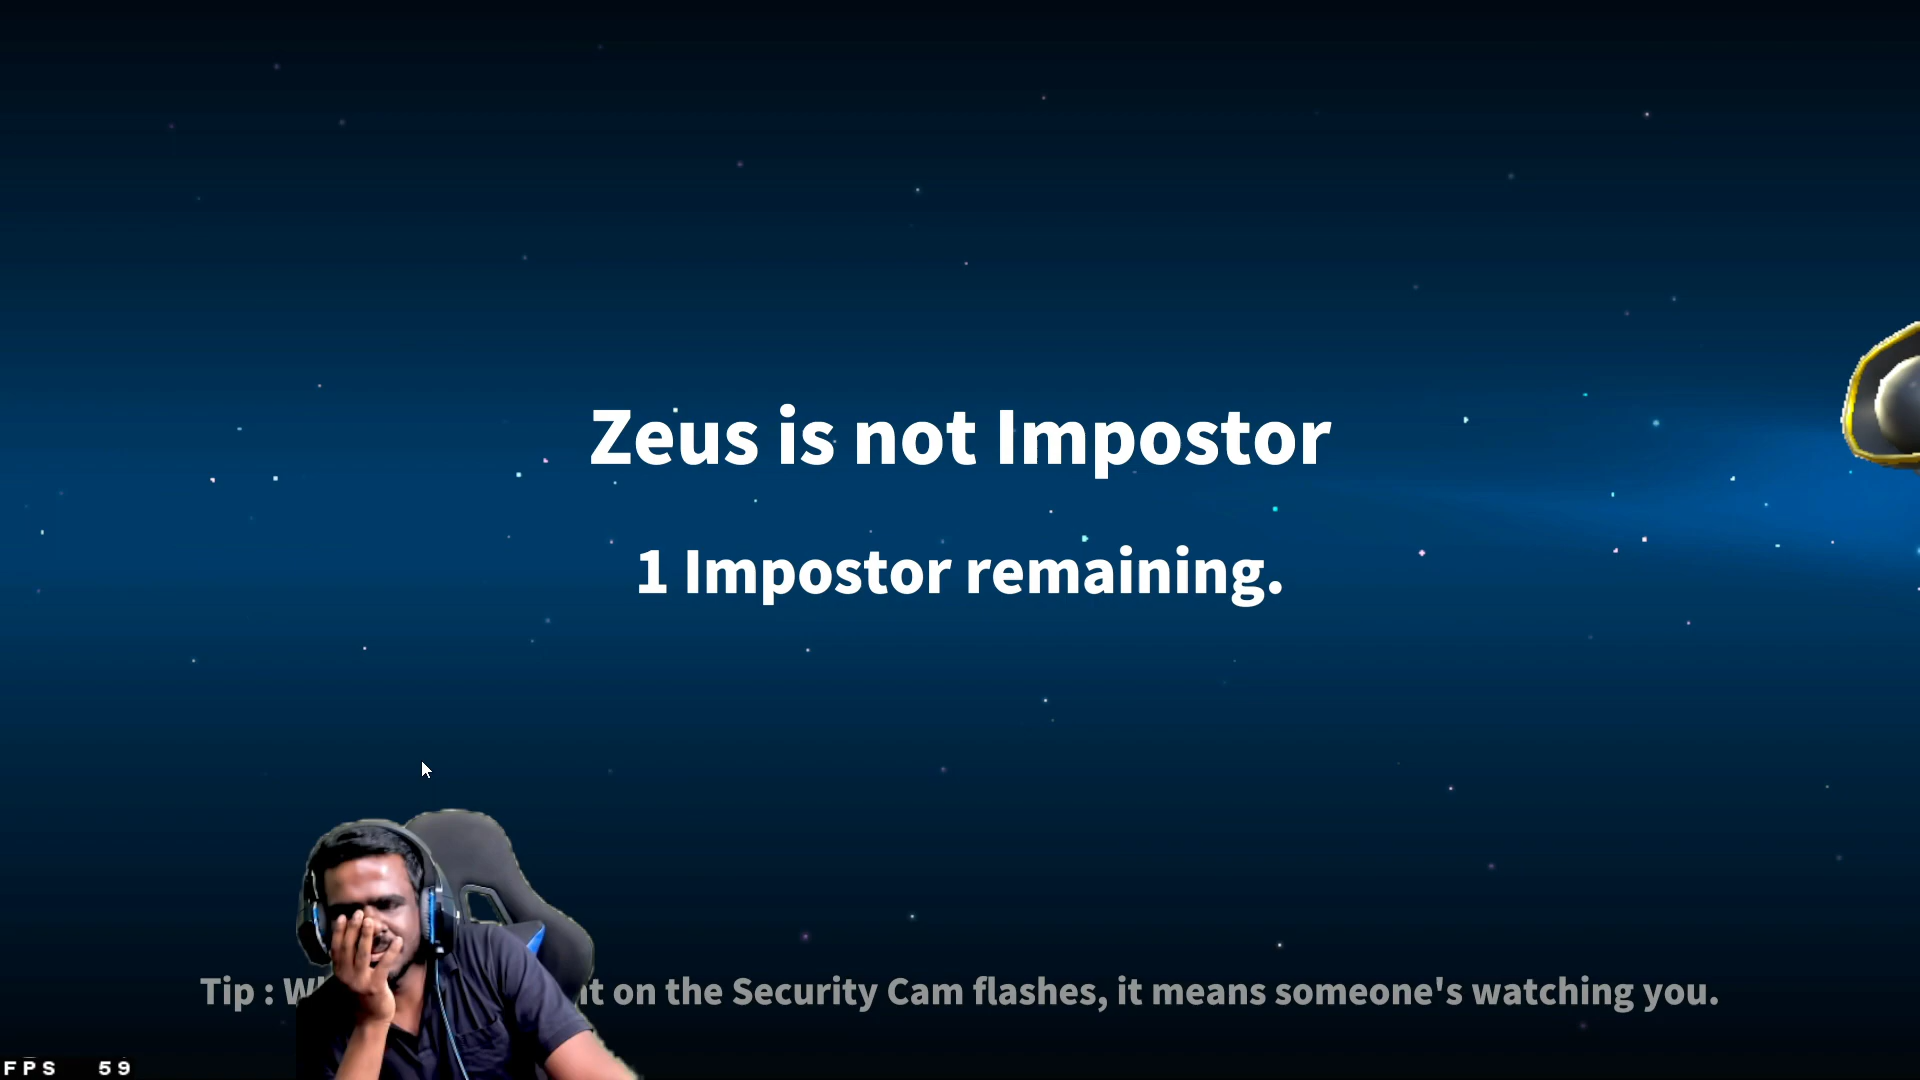 Zeus is not Impostor
1 Impostor remaining.
Tip : on the Security Cam flashes, it means someone's watching you.
FPS 59